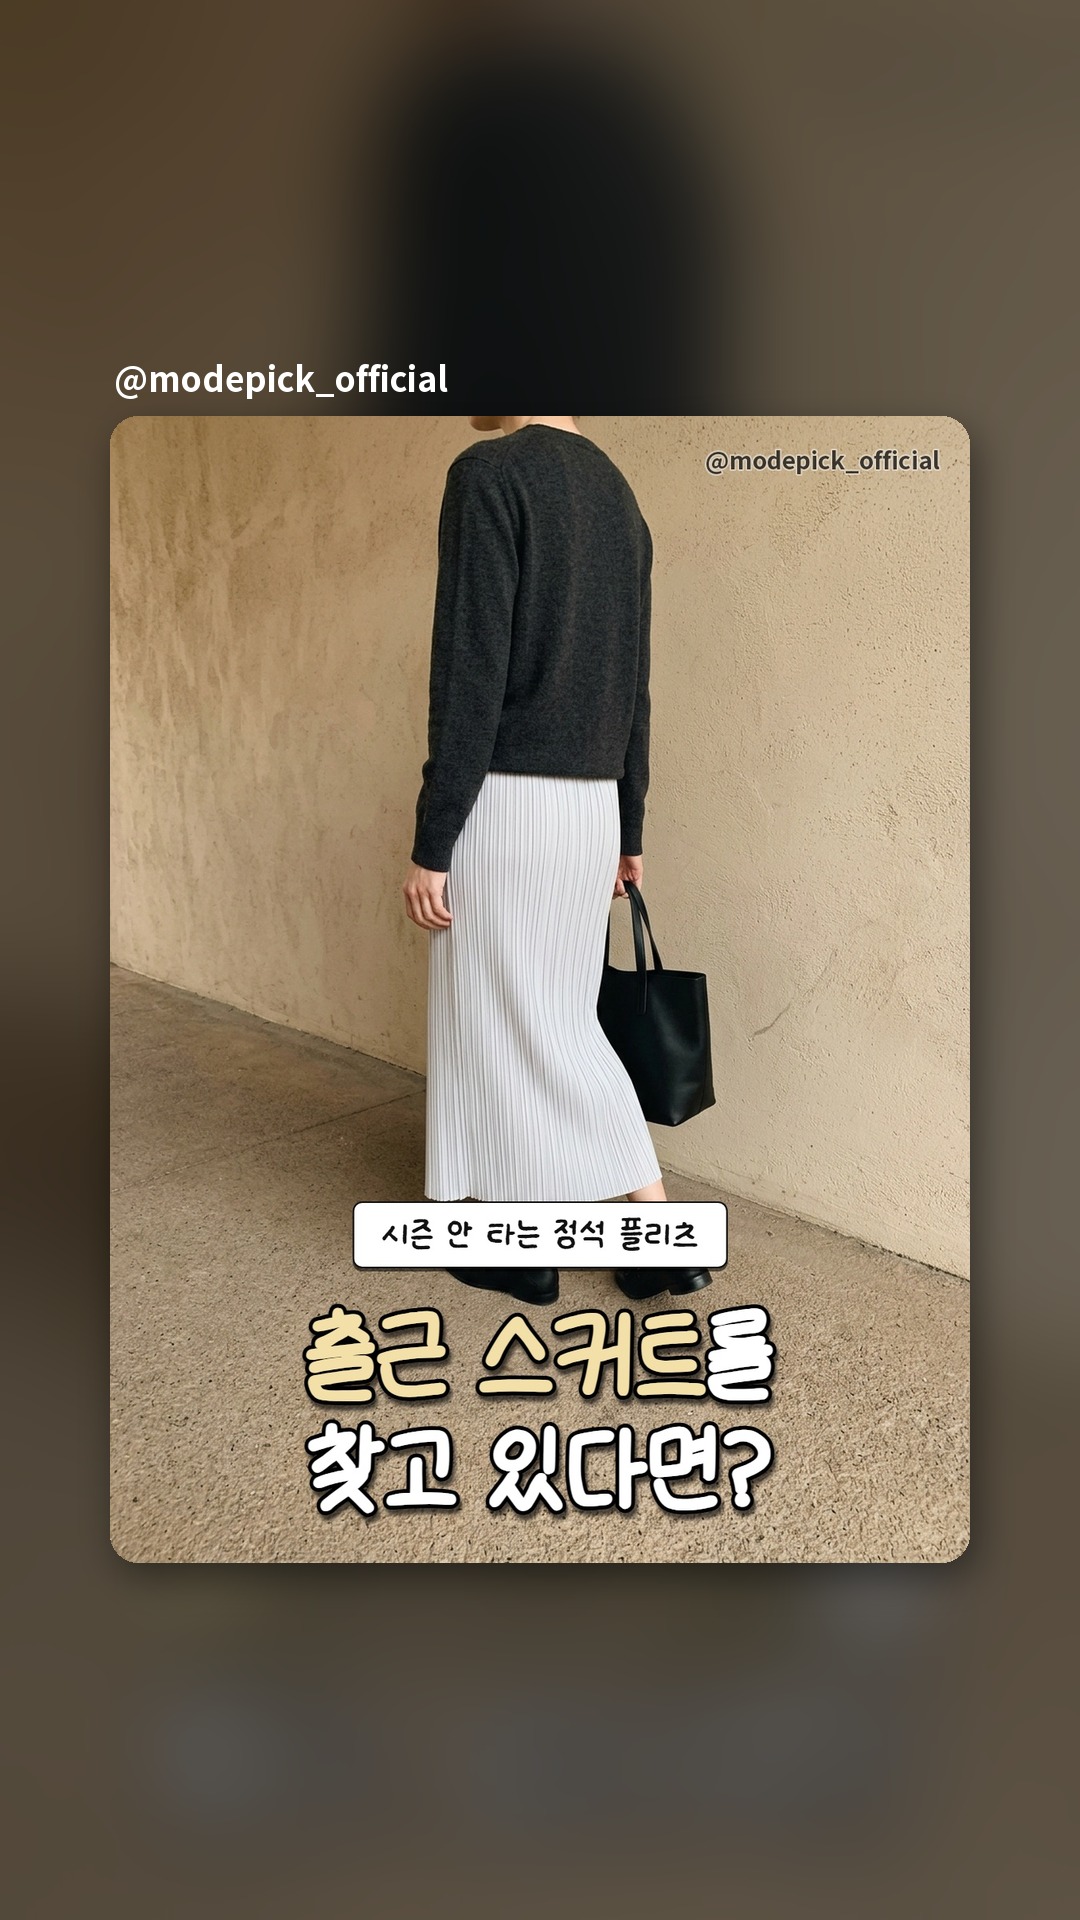 @modepick_official
@modepick_official
시즌 안 타는 정석 플리츠
출근 스커트를
찾고 있다면?